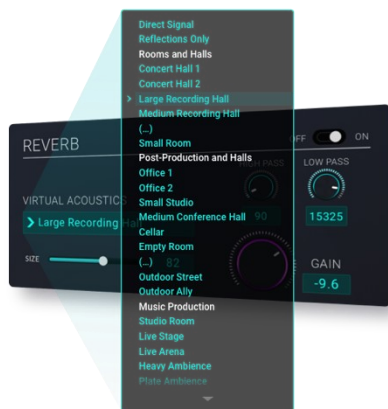 Direct Signal
Reflections Only
Rooms and Halls
Concert Hall 1
Concert Hall 2
Large Recording Hall
Medium Recording Hall
(...)
Small Room
Post-Production and Halls
Office 1
Office 2
Small Studio
Medium Conference Hall
Cellar
Empty Room
(...)
Outdoor Street
Outdoor Ally
Music Production
Studio Room
Live Stage
Live Arena
Heavy Ambience
Plate Ambience
REVERB
OFF
ON
HIGH PASS
LOW PASS
VIRTUAL ACOUSTICS
Large Recording Hall
90
15325
SIZE
82
GAIN
-9.6